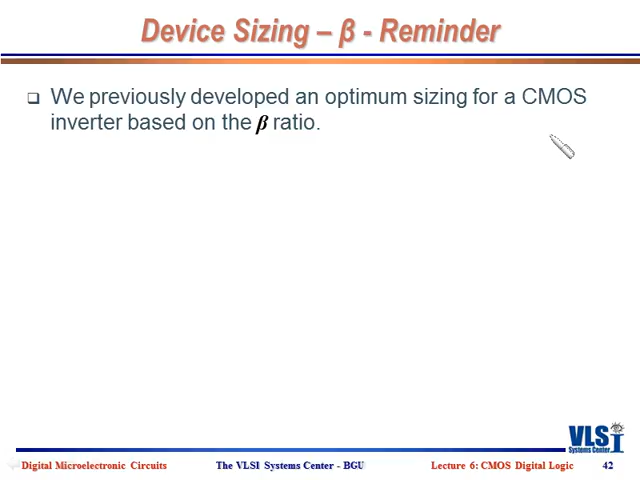 Device Sizing – β - Reminder
We previously developed an optimum sizing for a CMOS
inverter based on the β ratio.
VLSI
Systems Center
Digital Microelectronic Circuits The VLSI Systems Center - BGU Lecture 6: CMOS Digital Logic 42